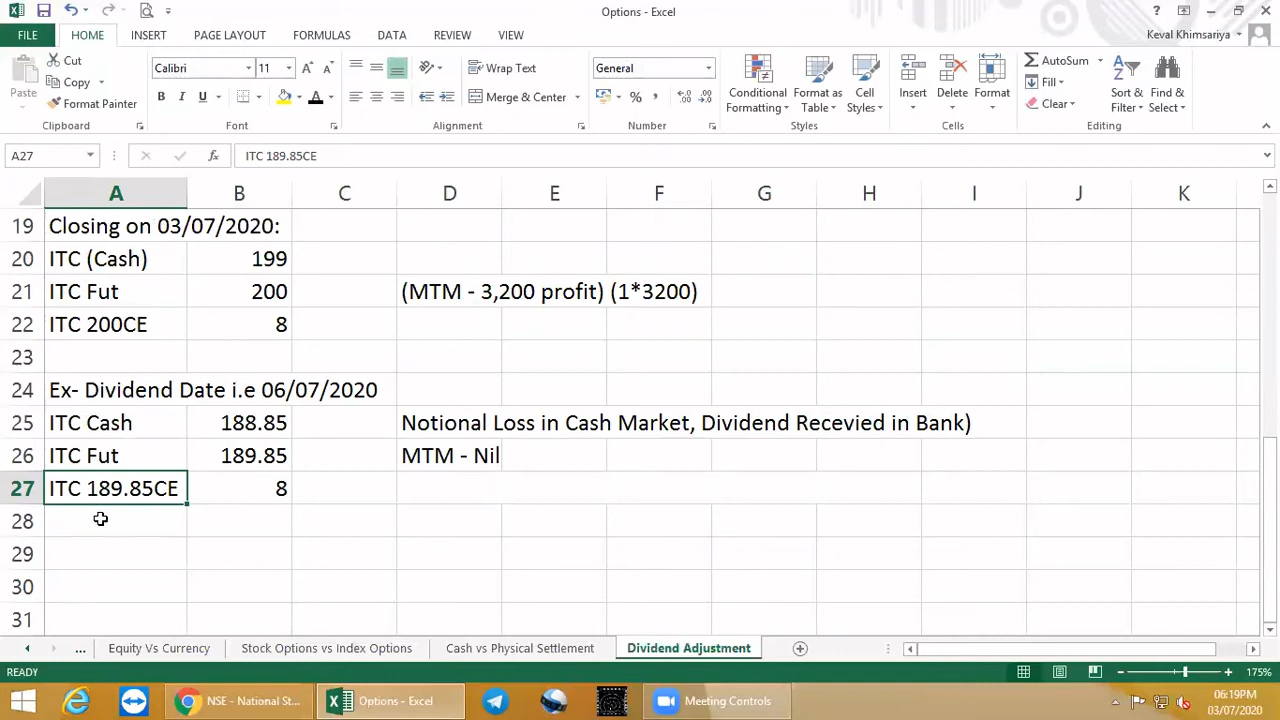 Options - Excel
Keval Khimsariya
FILE HOME INSERT PAGE LAYOUT FORMULAS DATA REVIEW VIEW
Paste
Cut
Copy
Format Painter
Calibri 11
B I U
Wrap Text
Merge & Center
General
%
Conditional Formatting
Format as Table
Cell Styles
Insert
Delete
Format
AutoSum
Fill
Clear
Sort & Filter
Find & Select
Clipboard Font Alignment Number Styles Cells Editing
A27 fx ITC 189.85CE
A B C D E F G H I J K
19 Closing on 03/07/2020:
20 ITC (Cash) 199
21 ITC Fut 200 (MTM - 3,200 profit) (1*3200)
22 ITC 200CE 8
23
24 Ex- Dividend Date i.e 06/07/2020
25 ITC Cash 188.85 Notional Loss in Cash Market, Dividend Recevied in Bank)
26 ITC Fut 189.85 MTM - Nil
27 ITC 189.85CE 8
28
29
30
31
... Equity Vs Currency Stock Options vs Index Options Cash vs Physical Settlement Dividend Adjustment
READY 175%
NSE - National St... Options - Excel Meeting Controls 06:19PM
03/07/2020